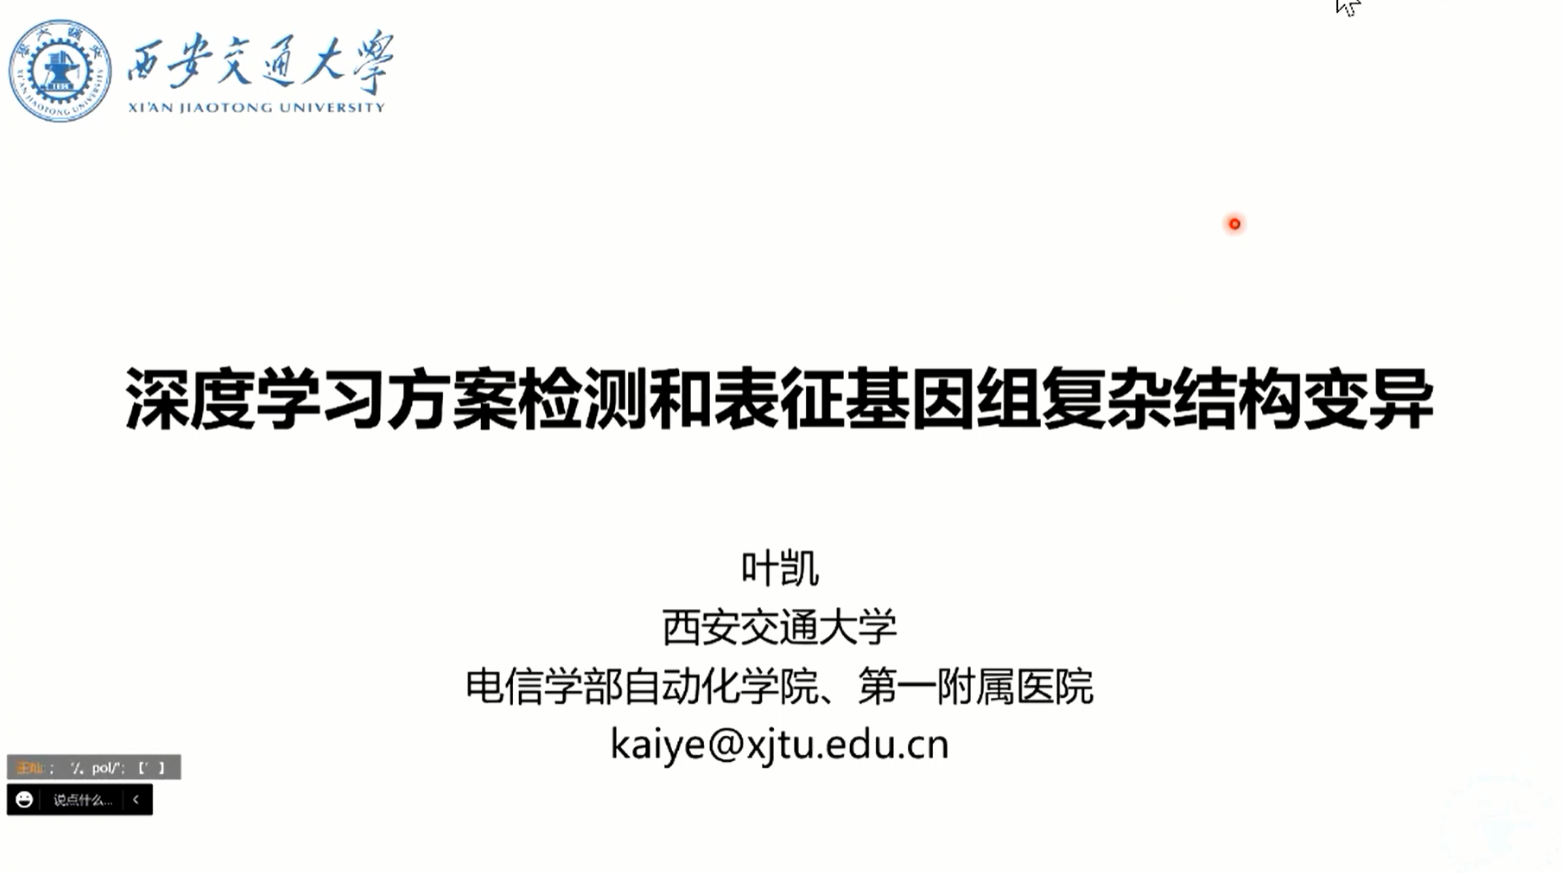 西安交通大学
XI'AN JIAOTONG UNIVERSITY
深度学习方案检测和表征基因组复杂结构变异
叶凯
西安交通大学
电信学部自动化学院、第一附属医院
kaiye@xjtu.edu.cn
说点什么...